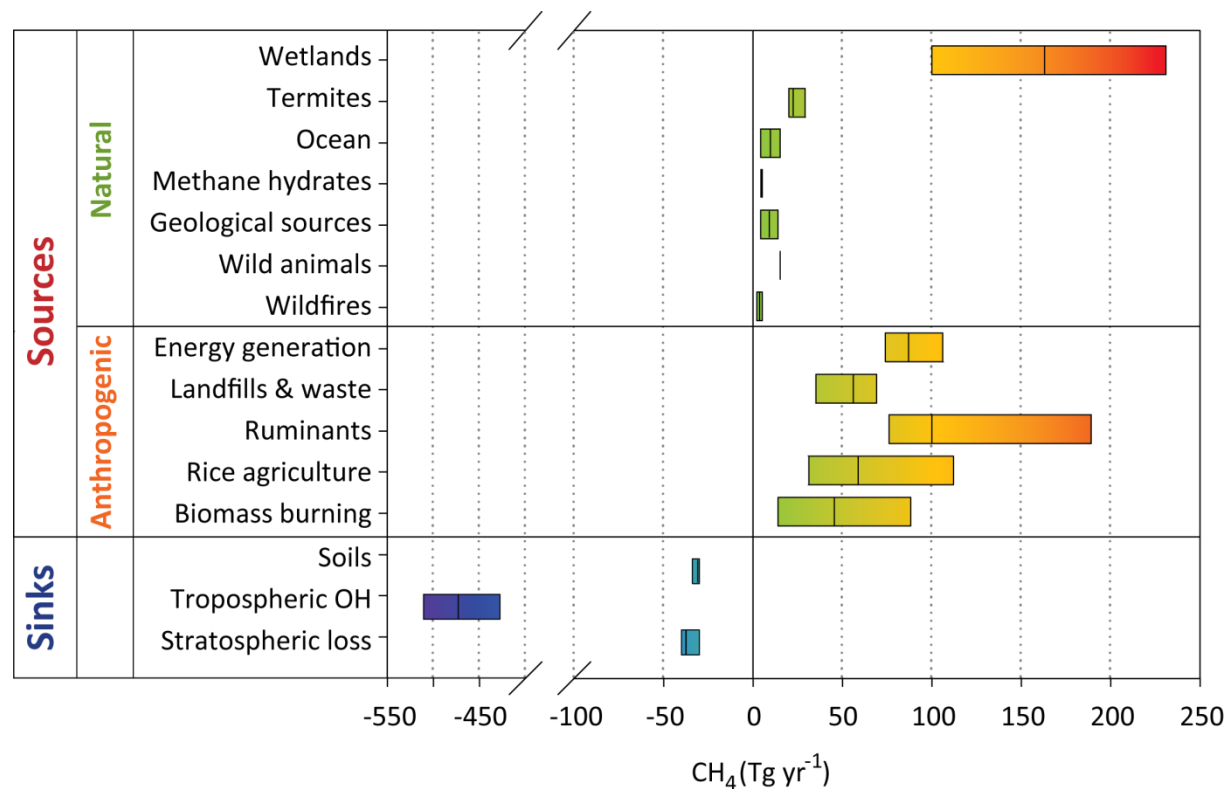 Sources
Natural
Wetlands
Termites
Ocean
Methane hydrates
Geological sources
Wild animals
Wildfires
Anthropogenic
Energy generation
Landfills & waste
Ruminants
Rice agriculture
Biomass burning
Sinks
Soils
Tropospheric OH
Stratospheric loss
-550 -450 -100 -50 0 50 100 150 200 250
CH₄(Tg yr⁻¹)